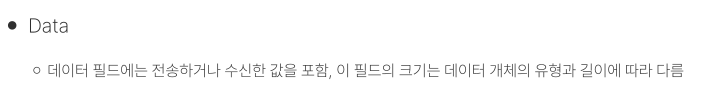 ● Data
○ 데이터 필드에는 전송하거나 수신한 값을 포함, 이 필드의 크기는 데이터 개체의 유형과 길이에 따라 다름